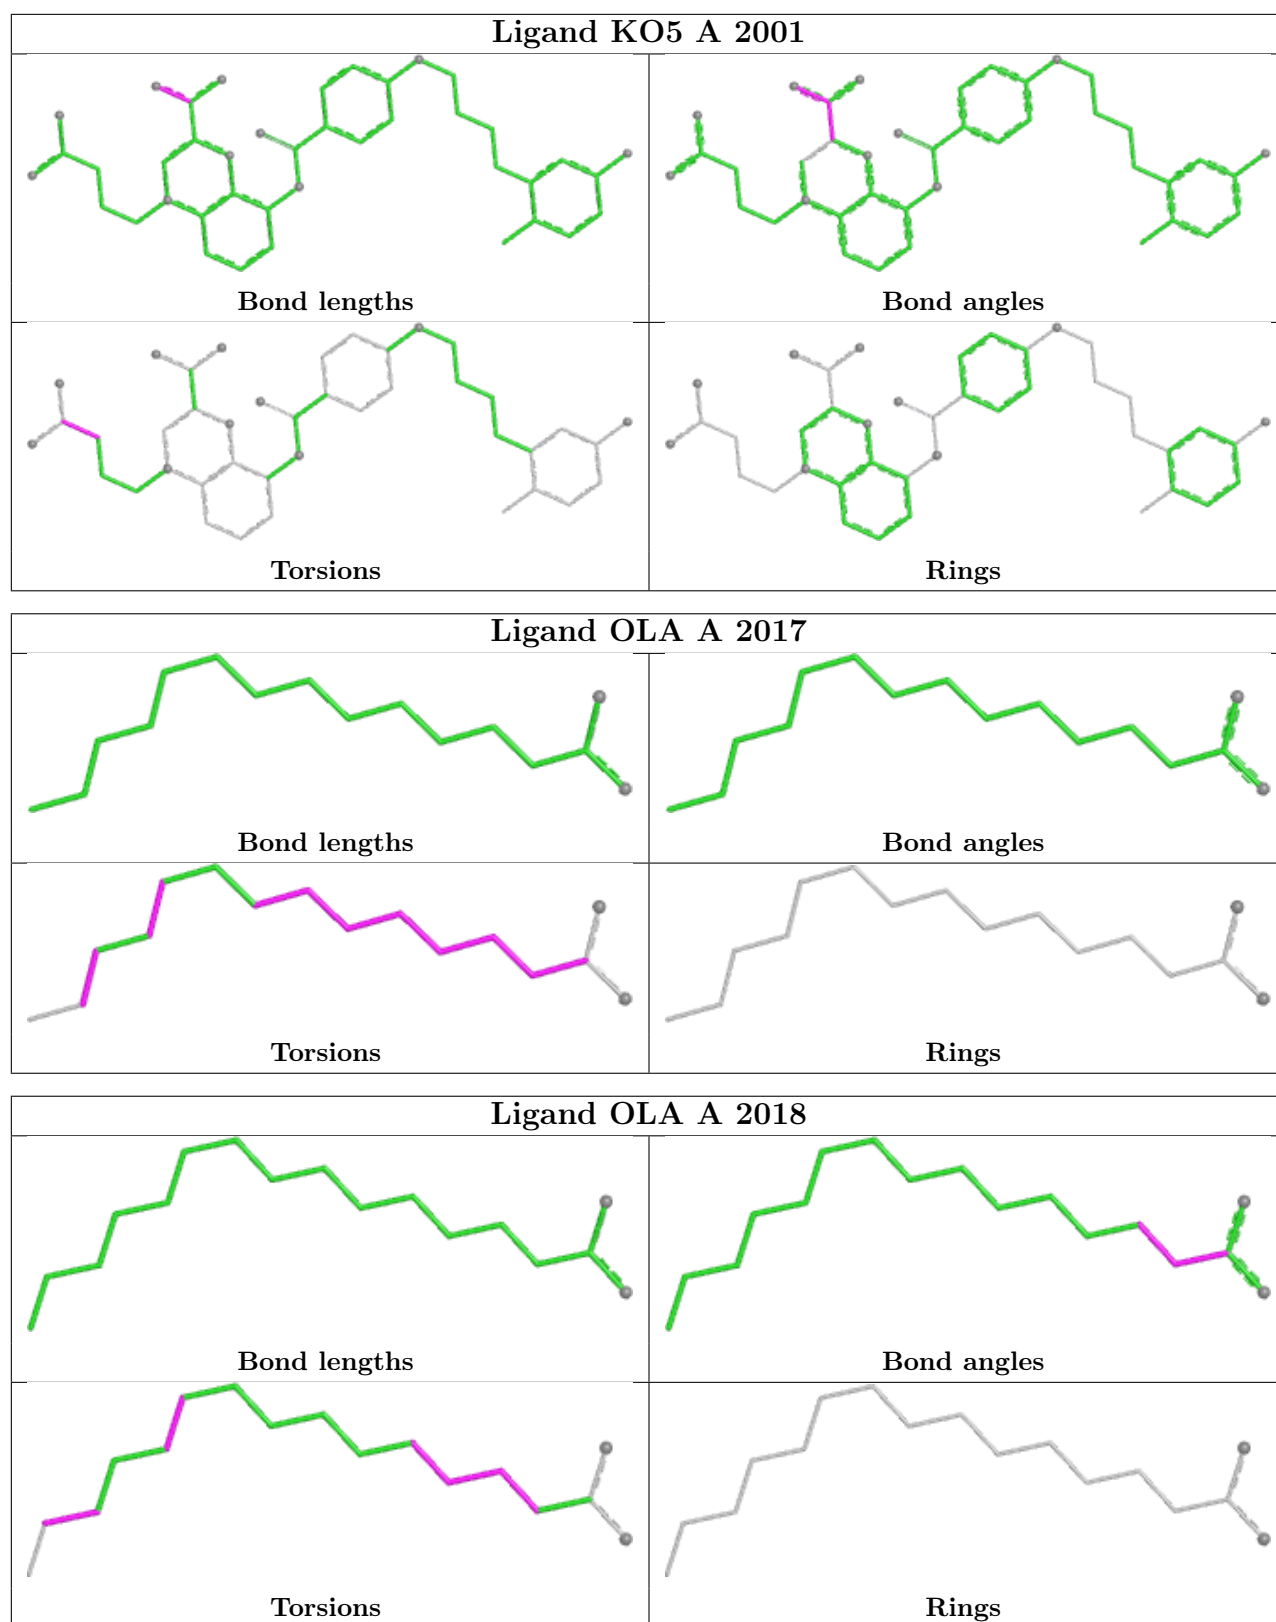 Ligand KO5 A 2001
Bond lengths
Bond angles
Torsions
Rings
Ligand OLA A 2017
Bond lengths
Bond angles
Torsions
Rings
Ligand OLA A 2018
Bond lengths
Bond angles
Torsions
Rings